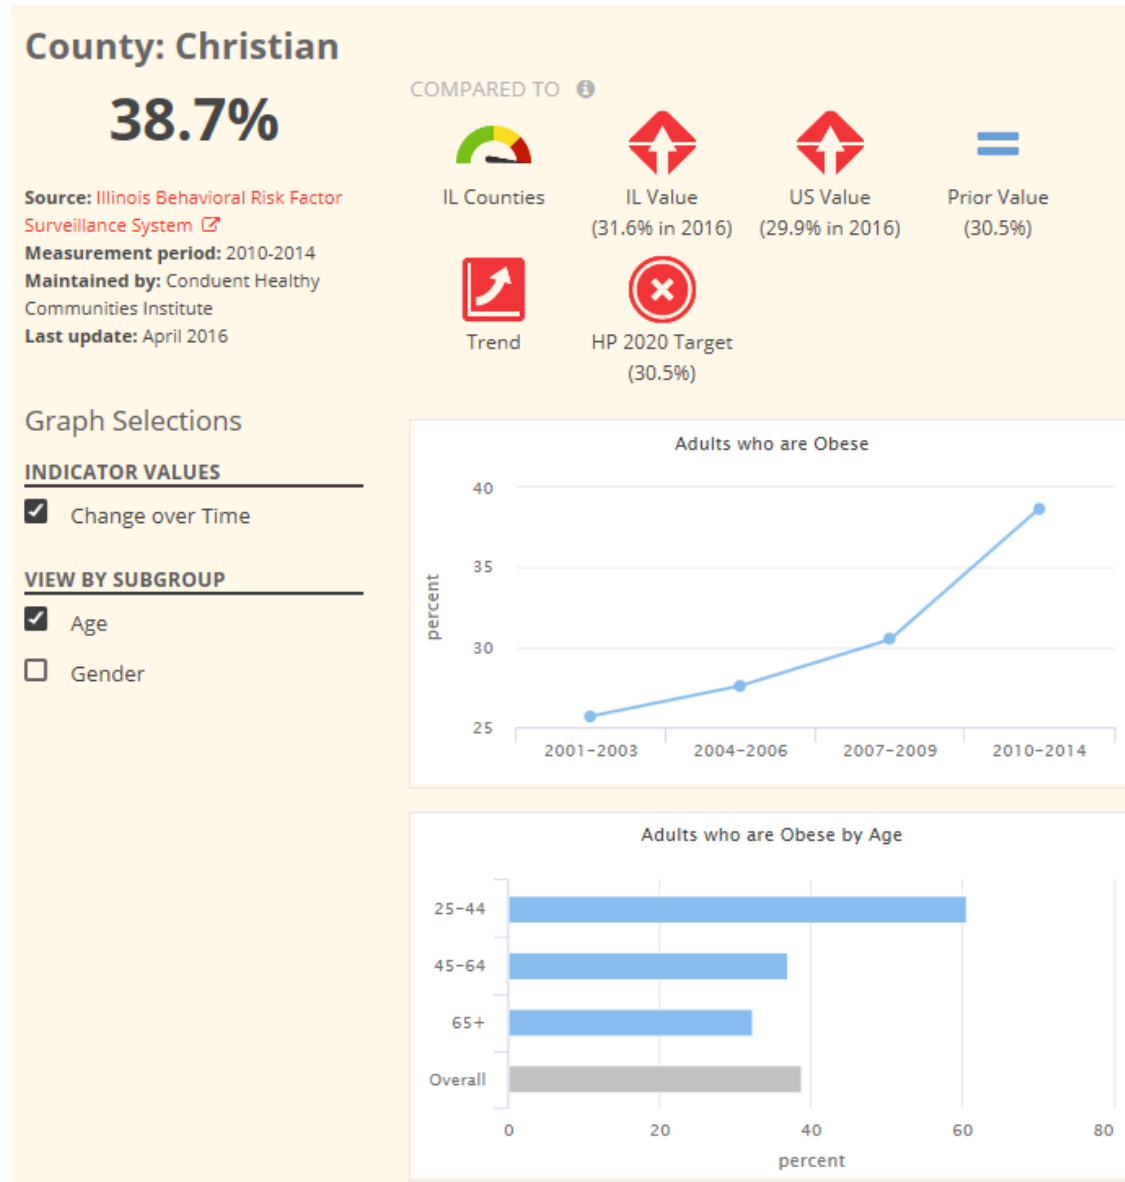 County: Christian
38.7%
Source: Illinois Behavioral Risk Factor
Surveillance System
Measurement period: 2010-2014
Maintained by: Conduent Healthy
Communities Institute
Last update: April 2016
COMPARED TO
IL Counties
IL Value
(31.6% in 2016)
US Value
(29.9% in 2016)
Prior Value
(30.5%)
Trend
HP 2020 Target
(30.5%)
Graph Selections
INDICATOR VALUES
Change over Time
VIEW BY SUBGROUP
Age
Gender
Adults who are Obese
percent
40
35
30
25
2001-2003 2004-2006 2007-2009 2010-2014
Adults who are Obese by Age
25-44
45-64
65+
Overall
0 20 40 60 80
percent